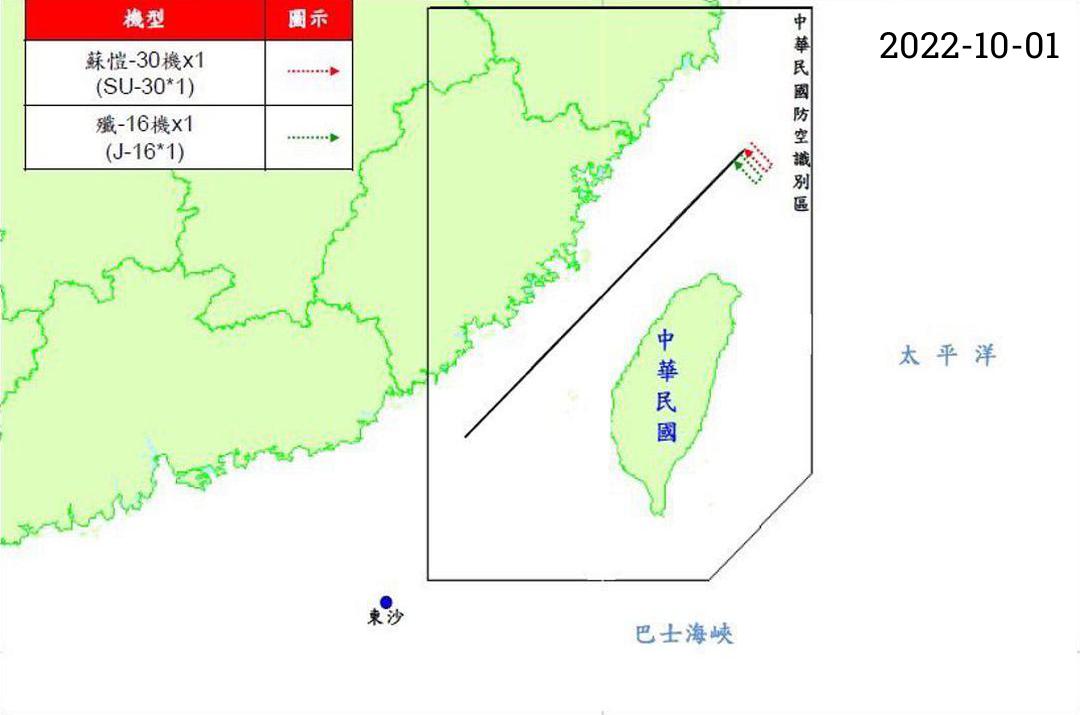 機型 圖示
蘇愷-30機x1
(SU-30*1)
殲-16機x1
(J-16*1)
中華民國防空識別區
2022-10-01
中華民國
太平洋
東沙
巴士海峽